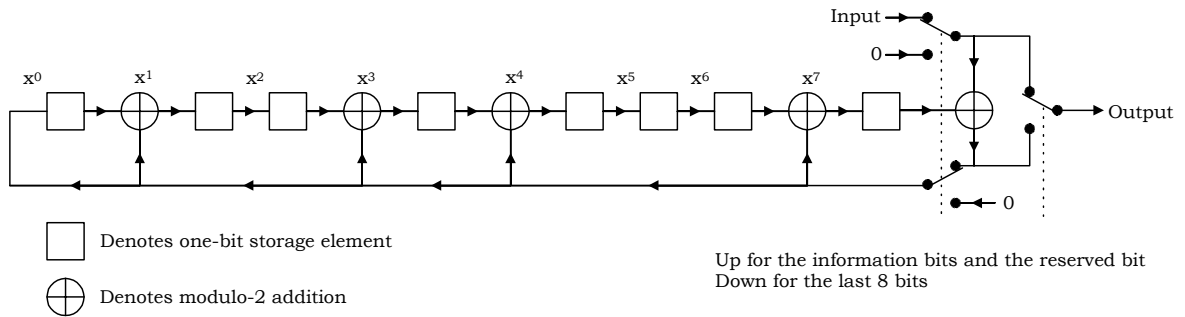 Input
0
x⁰ x¹ x² x³ x⁴ x⁵ x⁶ x⁷
Output
0
Denotes one-bit storage element
Denotes modulo-2 addition
Up for the information bits and the reserved bit
Down for the last 8 bits